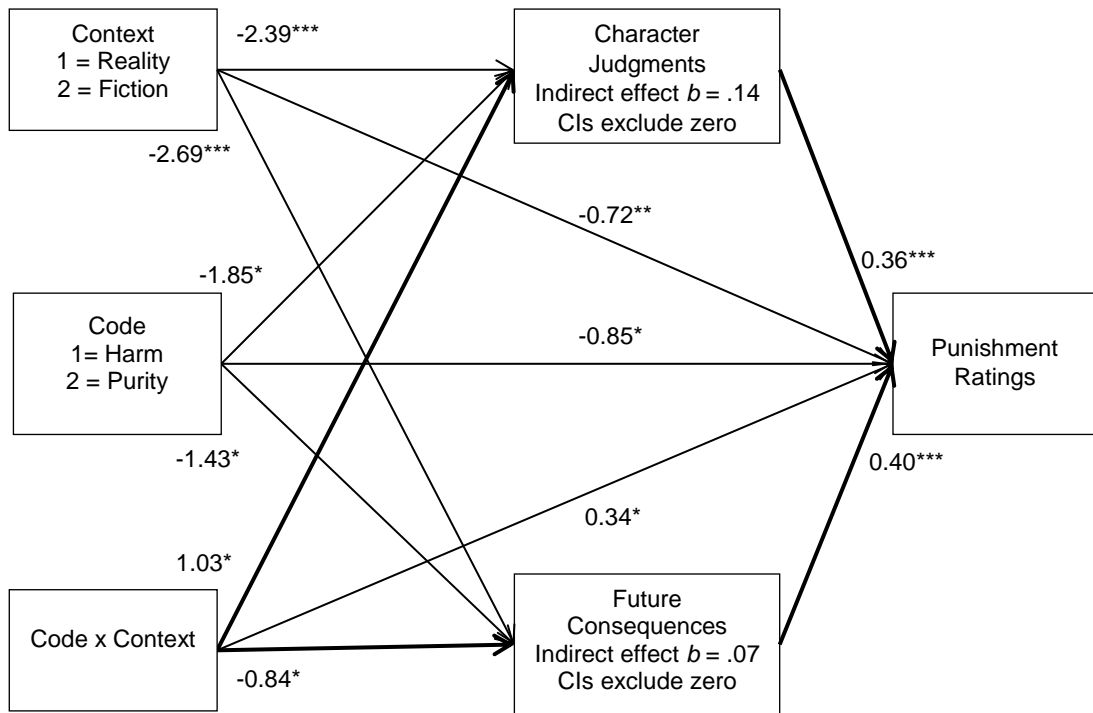 Context
1 = Reality
2 = Fiction
-2.39***
Character
Judgments
Indirect effect b = .14
CIs exclude zero
-2.69***
-0.72**
-1.85*
0.36***
Code
1= Harm
2 = Purity
-0.85*
Punishment
Ratings
-1.43*
0.40***
0.34*
1.03*
Code x Context
-0.84*
Future
Consequences
Indirect effect b = .07
CIs exclude zero